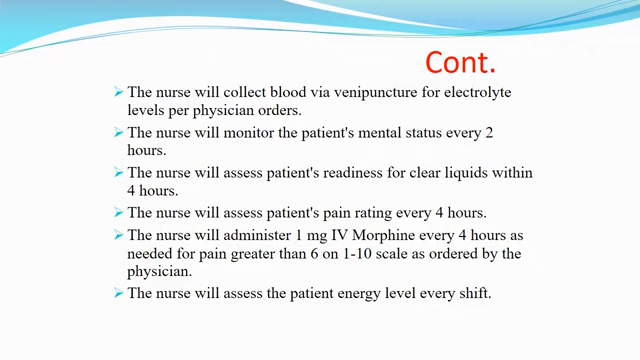 Cont.
The nurse will collect blood via venipuncture for electrolyte
levels per physician orders.
The nurse will monitor the patient's mental status every 2
hours.
The nurse will assess patient's readiness for clear liquids within
4 hours.
The nurse will assess patient's pain rating every 4 hours.
The nurse will administer 1 mg IV Morphine every 4 hours as
needed for pain greater than 6 on 1-10 scale as ordered by the
physician.
The nurse will assess the patient energy level every shift.